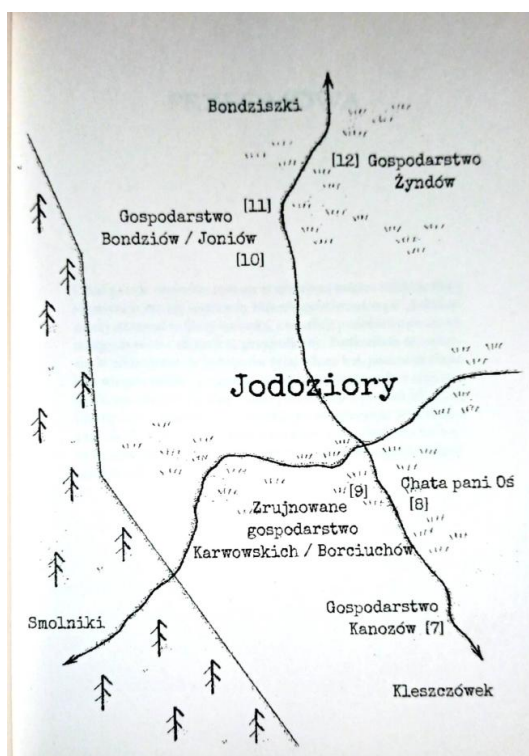 Bondziszki
[12] Gospodarstwo
Żyndów
[11]
Gospodarstwo
Bondziów / Joniów
[10]
Jodoziory
[9]
Chata pani Oś
[8]
Zrujnowane
gospodarstwo
Karwowskich / Borciuchów
Gospodarstwo
Kanozów [7]
Smolniki
Kleszczówek